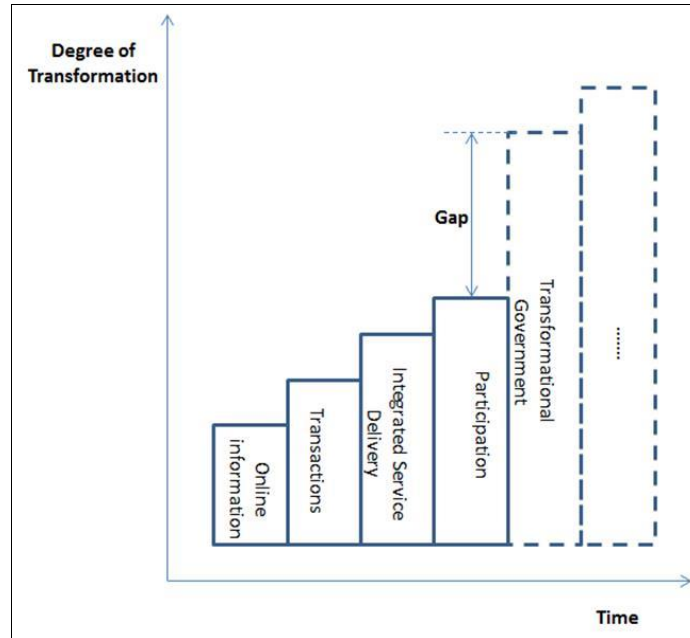 Degree of
Transformation
Gap
Online
information
Transactions
Integrated Service
Delivery
Participation
Transformational
Government
........
Time